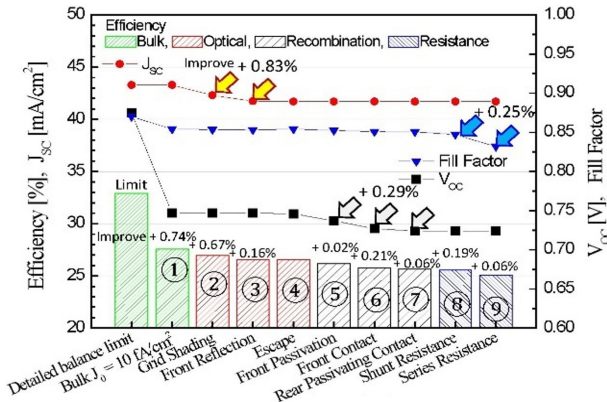 Efficiency
Bulk, Optical, Recombination, Resistance
J_SC Improve + 0.83%
+ 0.25%
Fill Factor
V_OC
+ 0.29%
Limit
Improve + 0.74% + 0.67% + 0.16% + 0.02% + 0.21% + 0.06% + 0.19% + 0.06%
1 2 3 4 5 6 7 8 9
Efficiency [%], J_SC [mA/cm²]
45
40
35
30
25
20
V_OC [V], Fill Factor
1.00
0.95
0.90
0.85
0.80
0.75
0.70
0.65
0.60
Detailed balance limit
Bulk J₀ = 10 fA/cm²
Grid Shading
Front Reflection
Escape
Front Passivation
Front Contact
Rear Passivating Contact
Shunt Resistance
Series Resistance